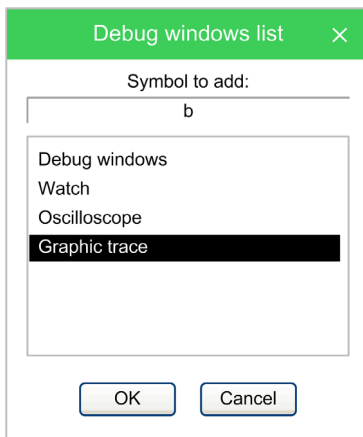 Debug windows list
Symbol to add:
b
Debug windows
Watch
Oscilloscope
Graphic trace
OK
Cancel